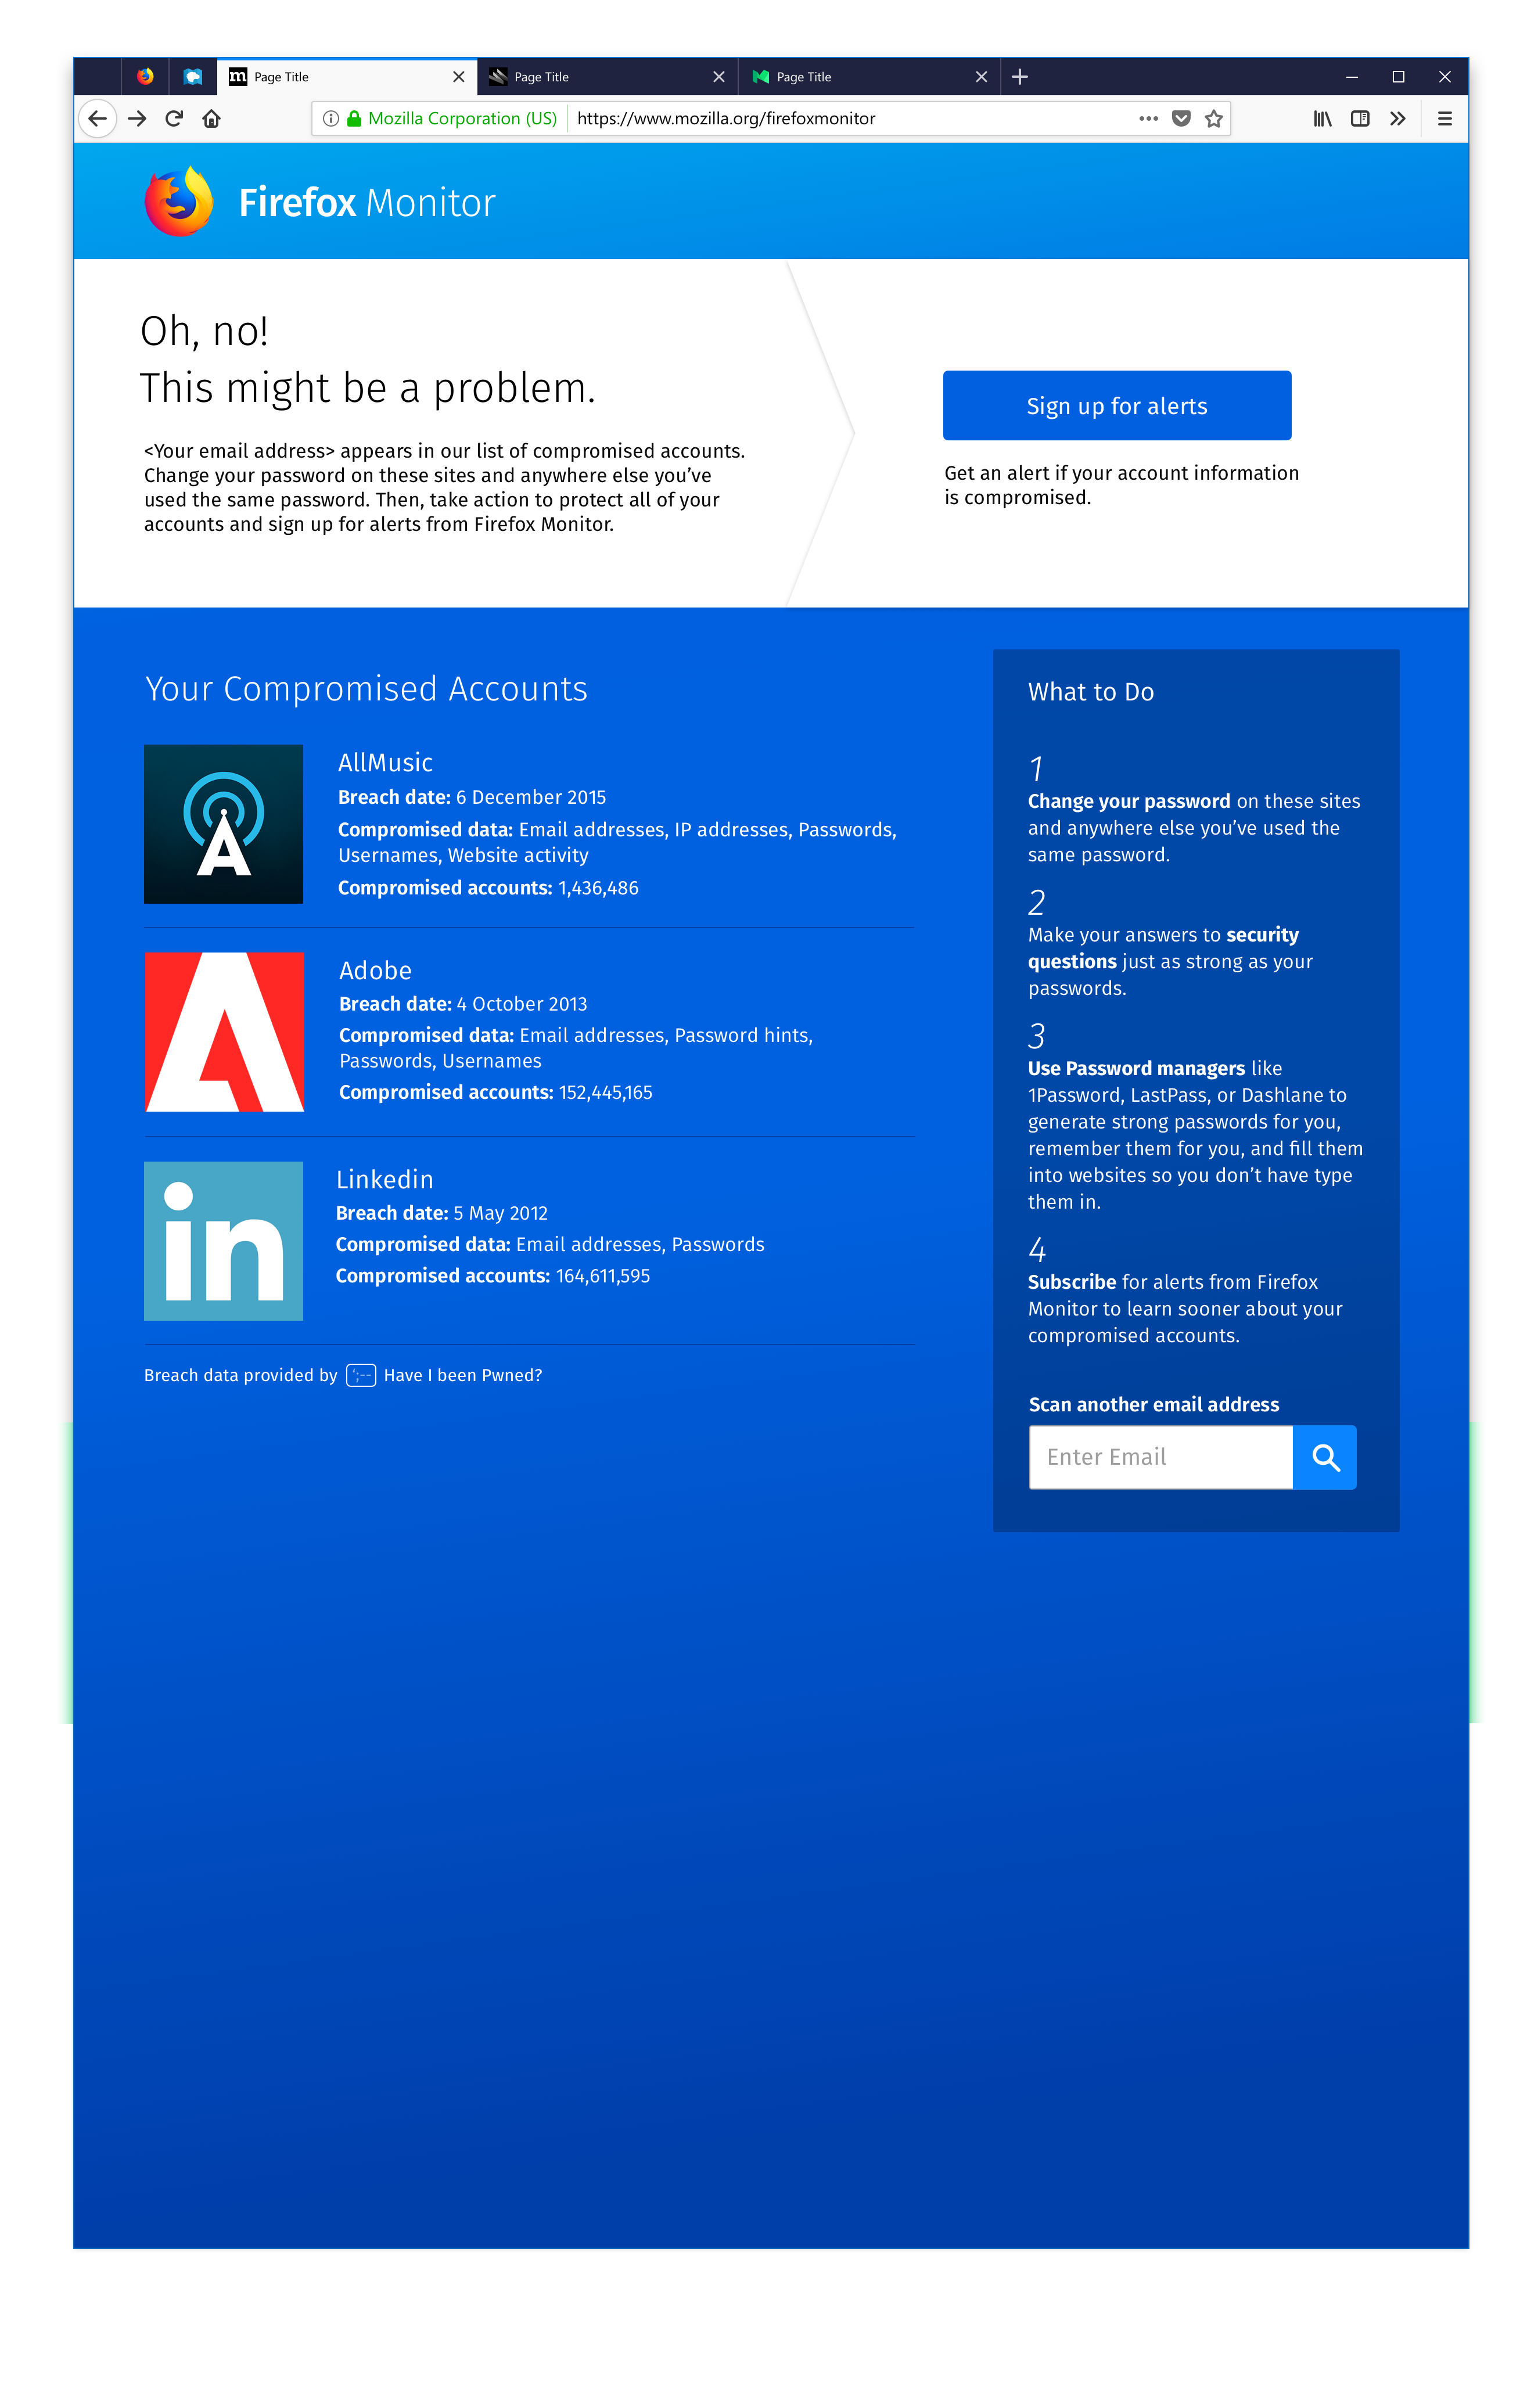 m Page Title
Page Title
Page Title
Mozilla Corporation (US)
https://www.mozilla.org/firefoxmonitor
Firefox Monitor
Oh, no!
This might be a problem.
<Your email address> appears in our list of compromised accounts.
Change your password on these sites and anywhere else you’ve
used the same password. Then, take action to protect all of your
accounts and sign up for alerts from Firefox Monitor.
Sign up for alerts
Get an alert if your account information
is compromised.
Your Compromised Accounts
AllMusic
Breach date: 6 December 2015
Compromised data: Email addresses, IP addresses, Passwords,
Usernames, Website activity
Compromised accounts: 1,436,486
Adobe
Breach date: 4 October 2013
Compromised data: Email addresses, Password hints,
Passwords, Usernames
Compromised accounts: 152,445,165
in
Linkedin
Breach date: 5 May 2012
Compromised data: Email addresses, Passwords
Compromised accounts: 164,611,595
Breach data provided by ';-- Have I been Pwned?
What to Do
1
Change your password on these sites
and anywhere else you’ve used the
same password.
2
Make your answers to security
questions just as strong as your
passwords.
3
Use Password managers like
1Password, LastPass, or Dashlane to
generate strong passwords for you,
remember them for you, and fill them
into websites so you don’t have type
them in.
4
Subscribe for alerts from Firefox
Monitor to learn sooner about your
compromised accounts.
Scan another email address
Enter Email